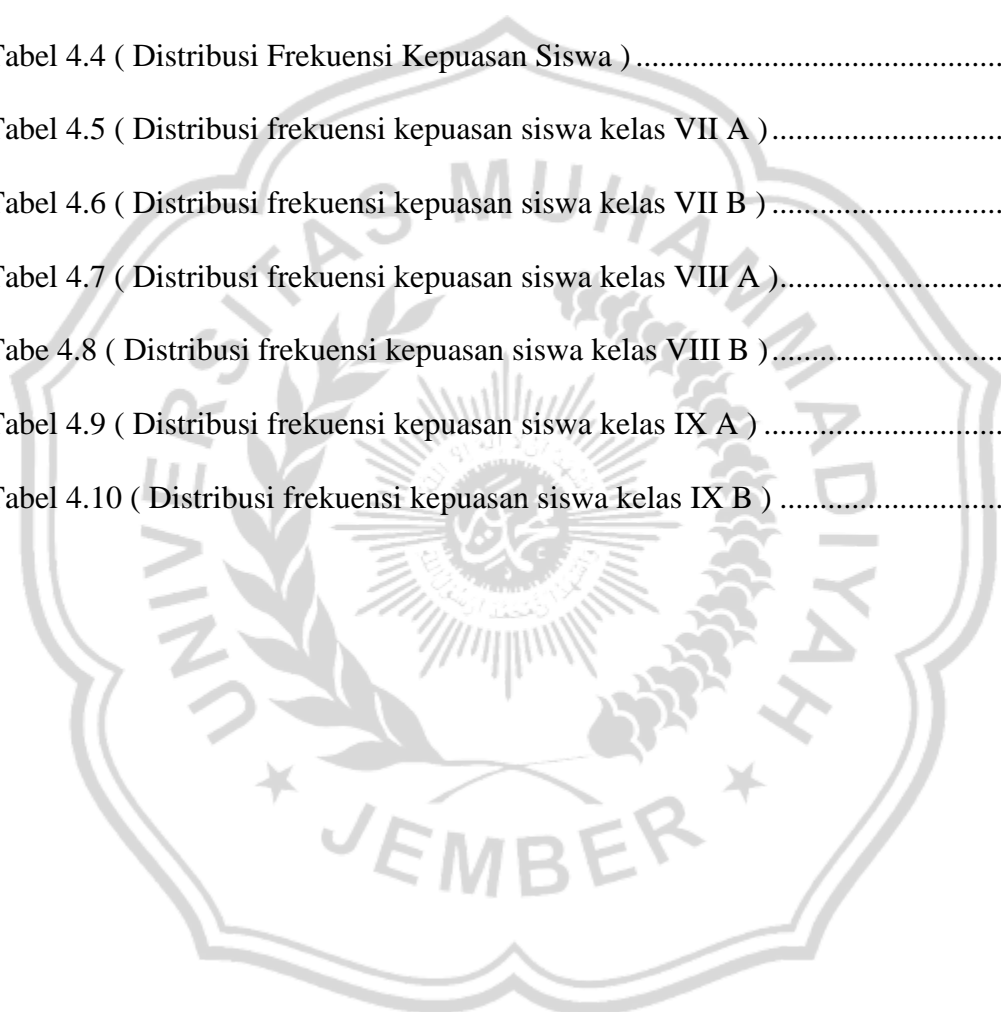 Tabel 4.4 ( Distribusi Frekuensi Kepuasan Siswa ) ..............................................
Tabel 4.5 ( Distribusi frekuensi kepuasan siswa kelas VII A ) .............................
Tabel 4.6 ( Distribusi frekuensi kepuasan siswa kelas VII B ) .............................
Tabel 4.7 ( Distribusi frekuensi kepuasan siswa kelas VIII A )............................
Tabe 4.8 ( Distribusi frekuensi kepuasan siswa kelas VIII B ) .............................
Tabel 4.9 ( Distribusi frekuensi kepuasan siswa kelas IX A ) ..............................
Tabel 4.10 ( Distribusi frekuensi kepuasan siswa kelas IX B ) ............................
UNIVERSITAS MUHAMMADIYAH
JEMBER